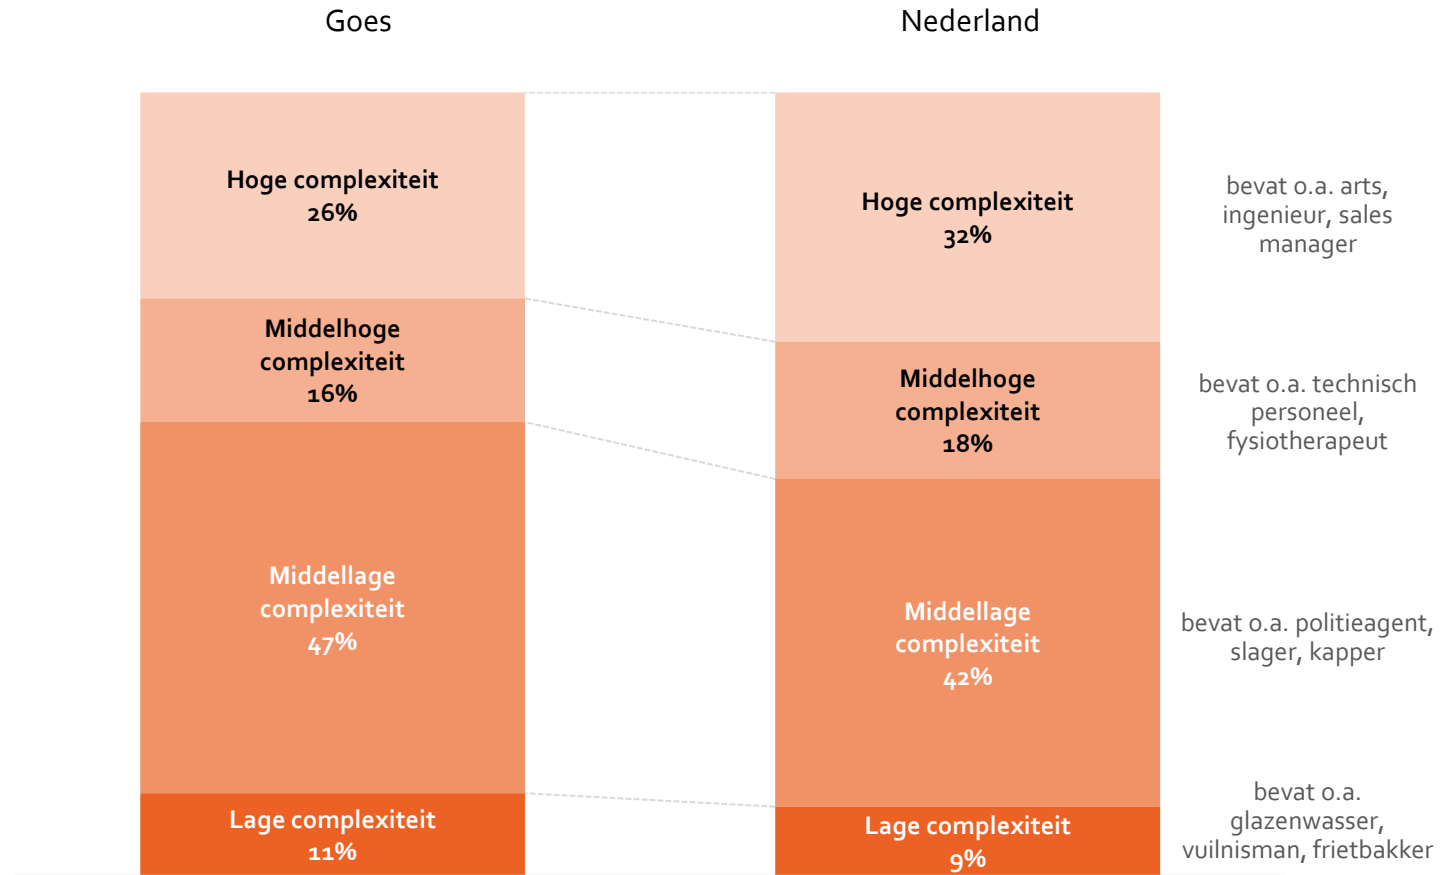 Goes
Nederland
Hoge complexiteit
26%
Middelhoge
complexiteit
16%
Middellage
complexiteit
47%
Lage complexiteit
11%
Hoge complexiteit
32%
Middelhoge
complexiteit
18%
Middellage
complexiteit
42%
Lage complexiteit
9%
bevat o.a. arts,
ingenieur, sales
manager
bevat o.a. technisch
personeel,
fysiotherapeut
bevat o.a. politieagent,
slager, kapper
bevat o.a.
glazenwasser,
vuilnisman, frietbakker